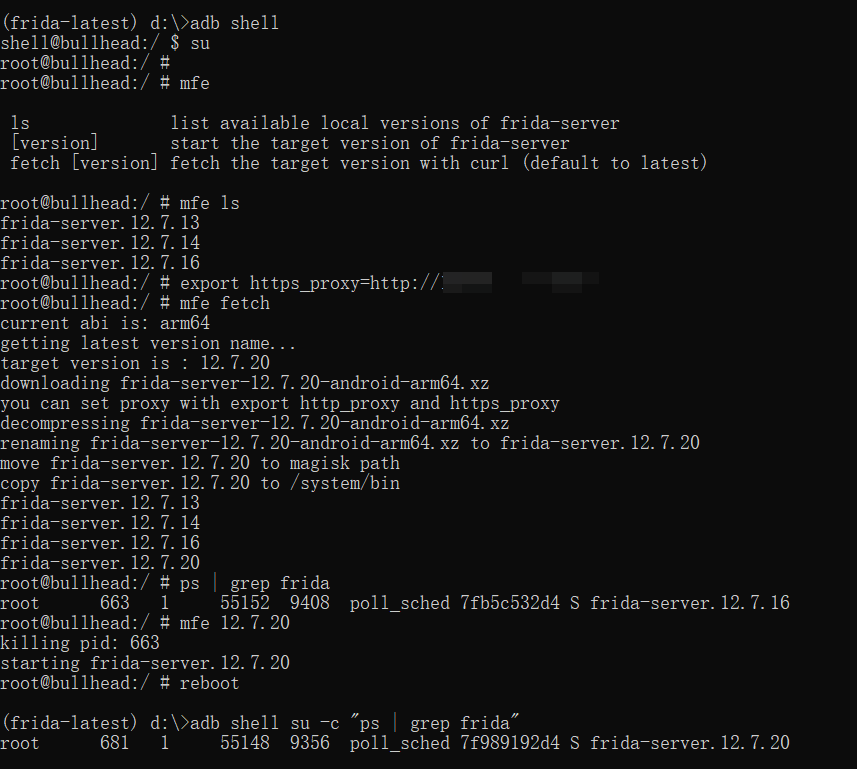 (frida-latest) d:\>adb shell
shell@bullhead:/ $ su
root@bullhead:/ #
root@bullhead:/ # mfe
ls list available local versions of frida-server
[version] start the target version of frida-server
fetch [version] fetch the target version with curl (default to latest)
root@bullhead:/ # mfe ls
frida-server.12.7.13
frida-server.12.7.14
frida-server.12.7.16
root@bullhead:/ # export https_proxy=http://
root@bullhead:/ # mfe fetch
current abi is: arm64
getting latest version name...
target version is : 12.7.20
downloading frida-server-12.7.20-android-arm64.xz
you can set proxy with export http_proxy and https_proxy
decompressing frida-server-12.7.20-android-arm64.xz
renaming frida-server-12.7.20-android-arm64.xz to frida-server.12.7.20
move frida-server.12.7.20 to magisk path
copy frida-server.12.7.20 to /system/bin
frida-server.12.7.13
frida-server.12.7.14
frida-server.12.7.16
frida-server.12.7.20
root@bullhead:/ # ps | grep frida
root 663 1 55152 9408 poll_sched 7fb5c532d4 S frida-server.12.7.16
root@bullhead:/ # mfe 12.7.20
killing pid: 663
starting frida-server.12.7.20
root@bullhead:/ # reboot
(frida-latest) d:\>adb shell su -c "ps | grep frida"
root 681 1 55148 9356 poll_sched 7f989192d4 S frida-server.12.7.20